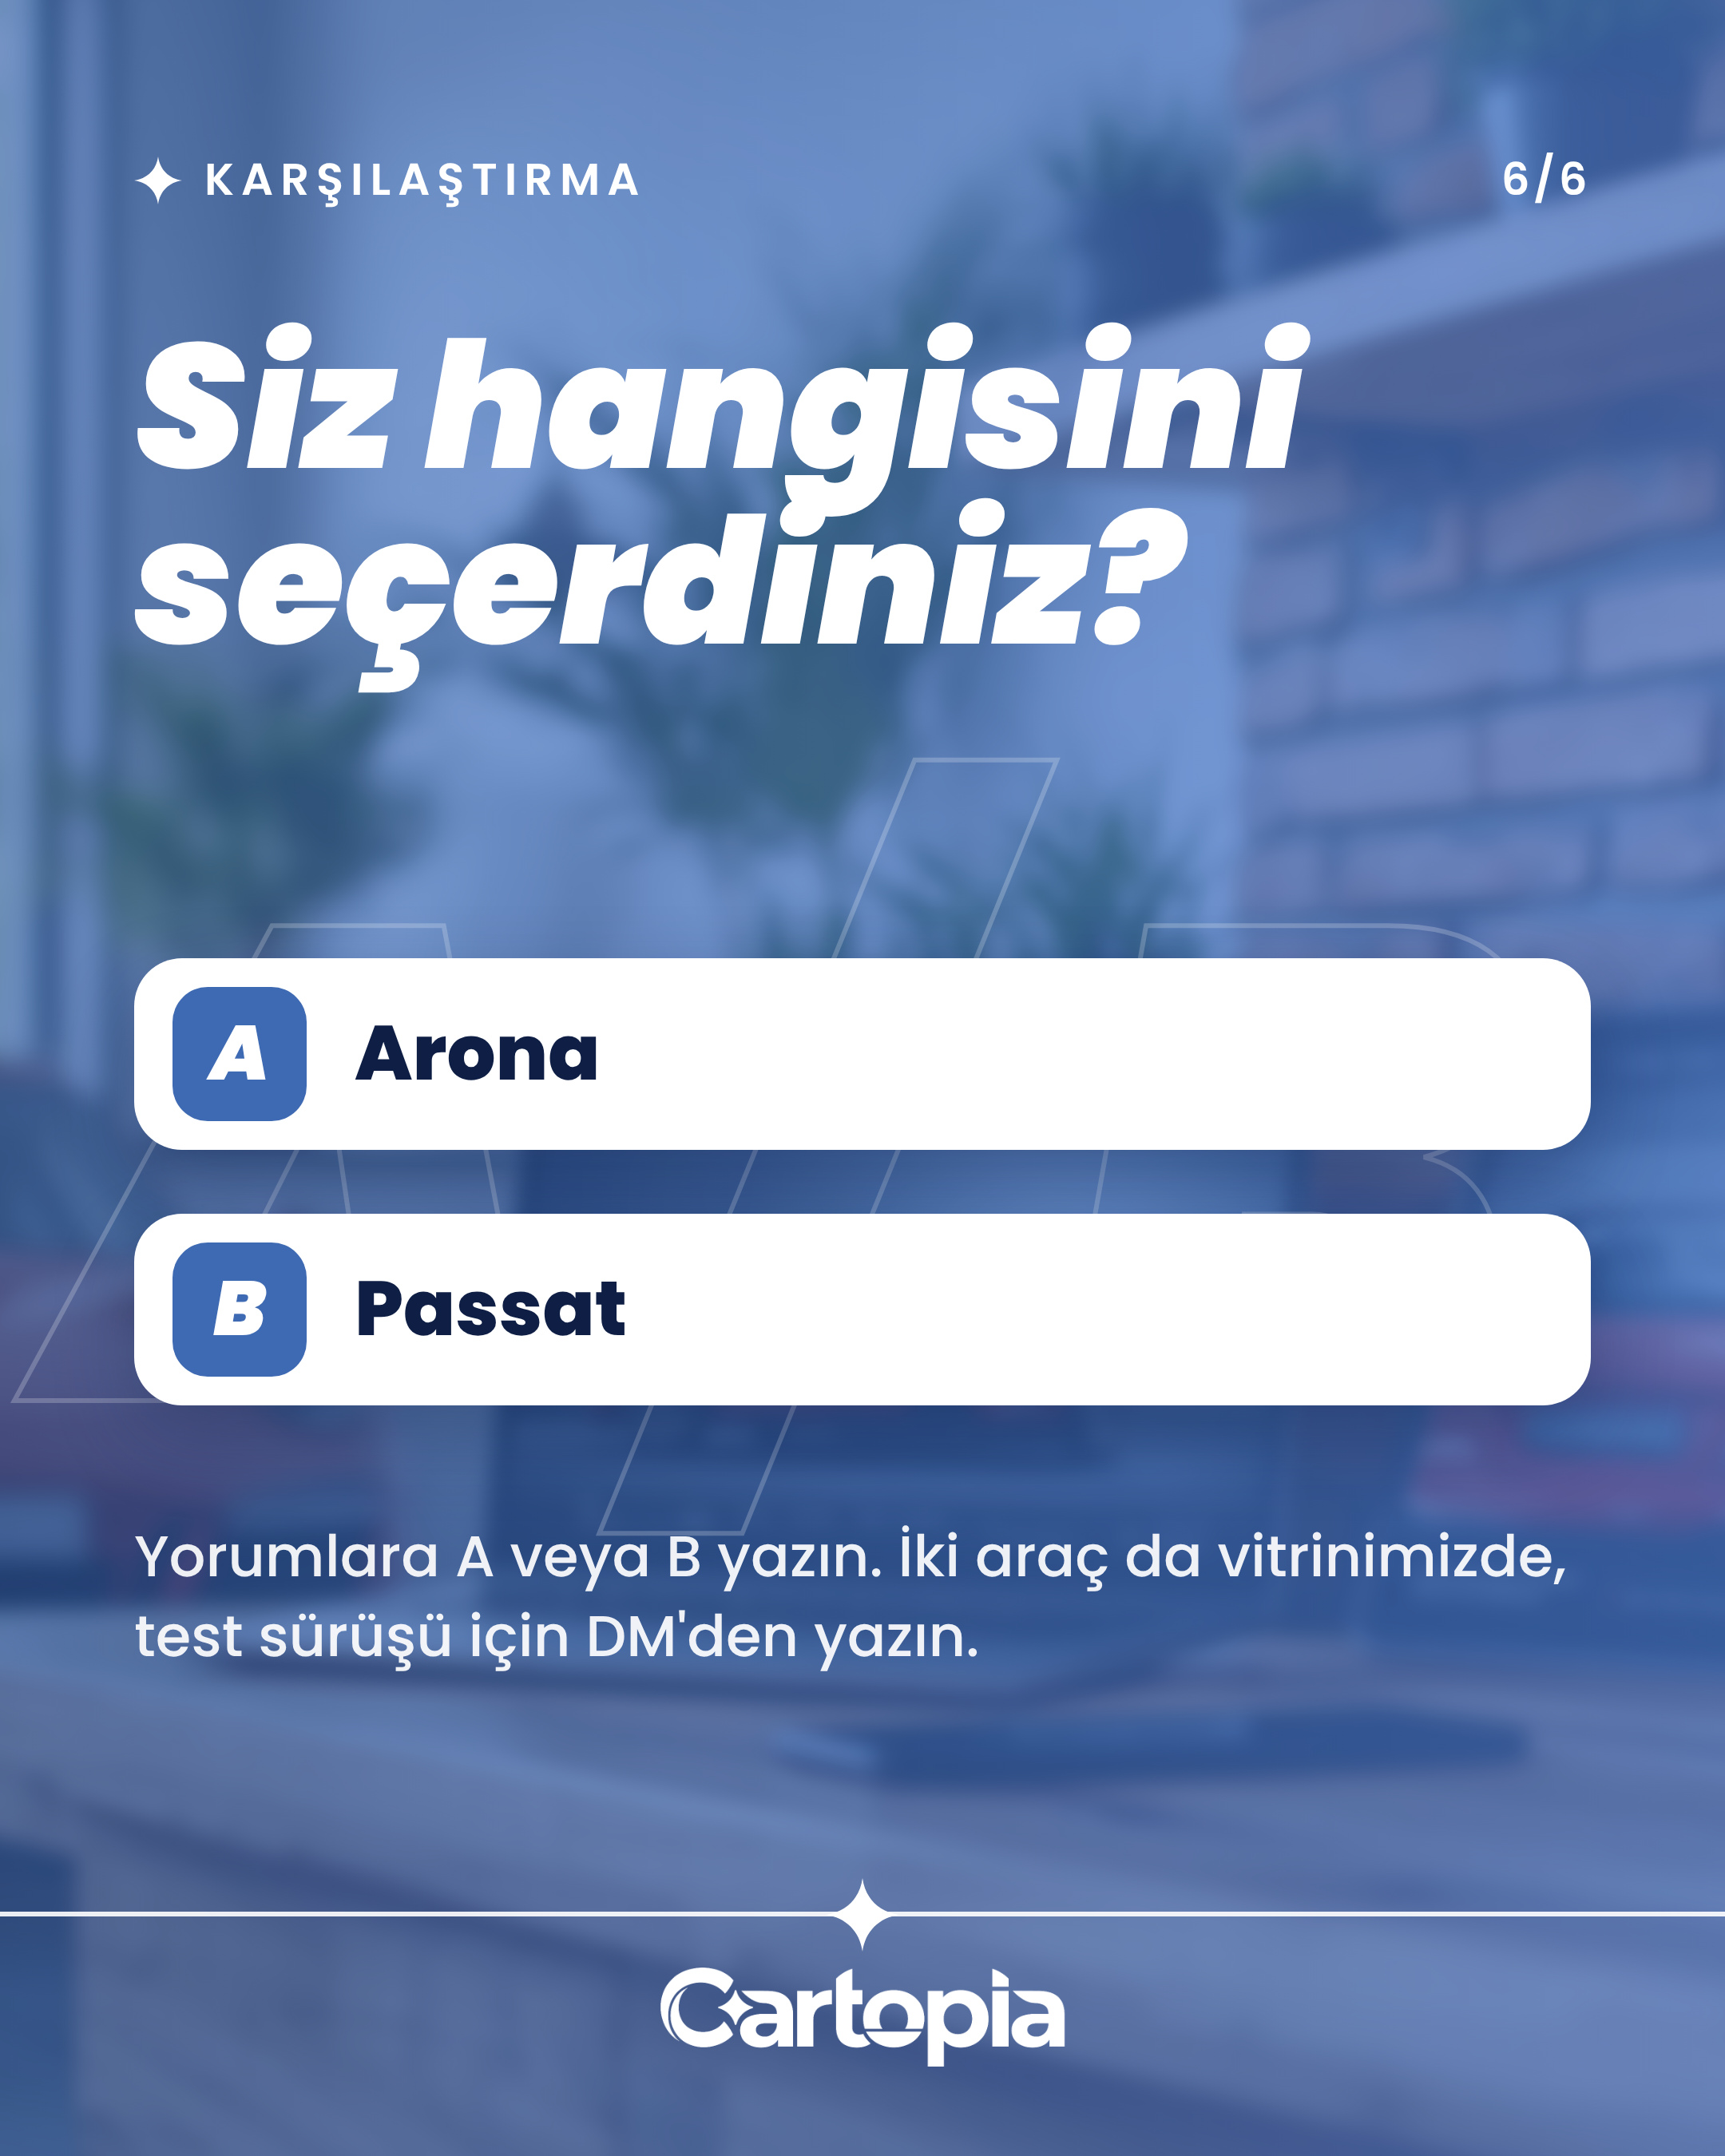 KARŞILAŞTIRMA
6/6
Siz hangisini
seçerdiniz?
A / B
A Arona
B Passat
Yorumlara A veya B yazın. İki araç da vitrinimizde,
test sürüşü için DM'den yazın.
Cartopia